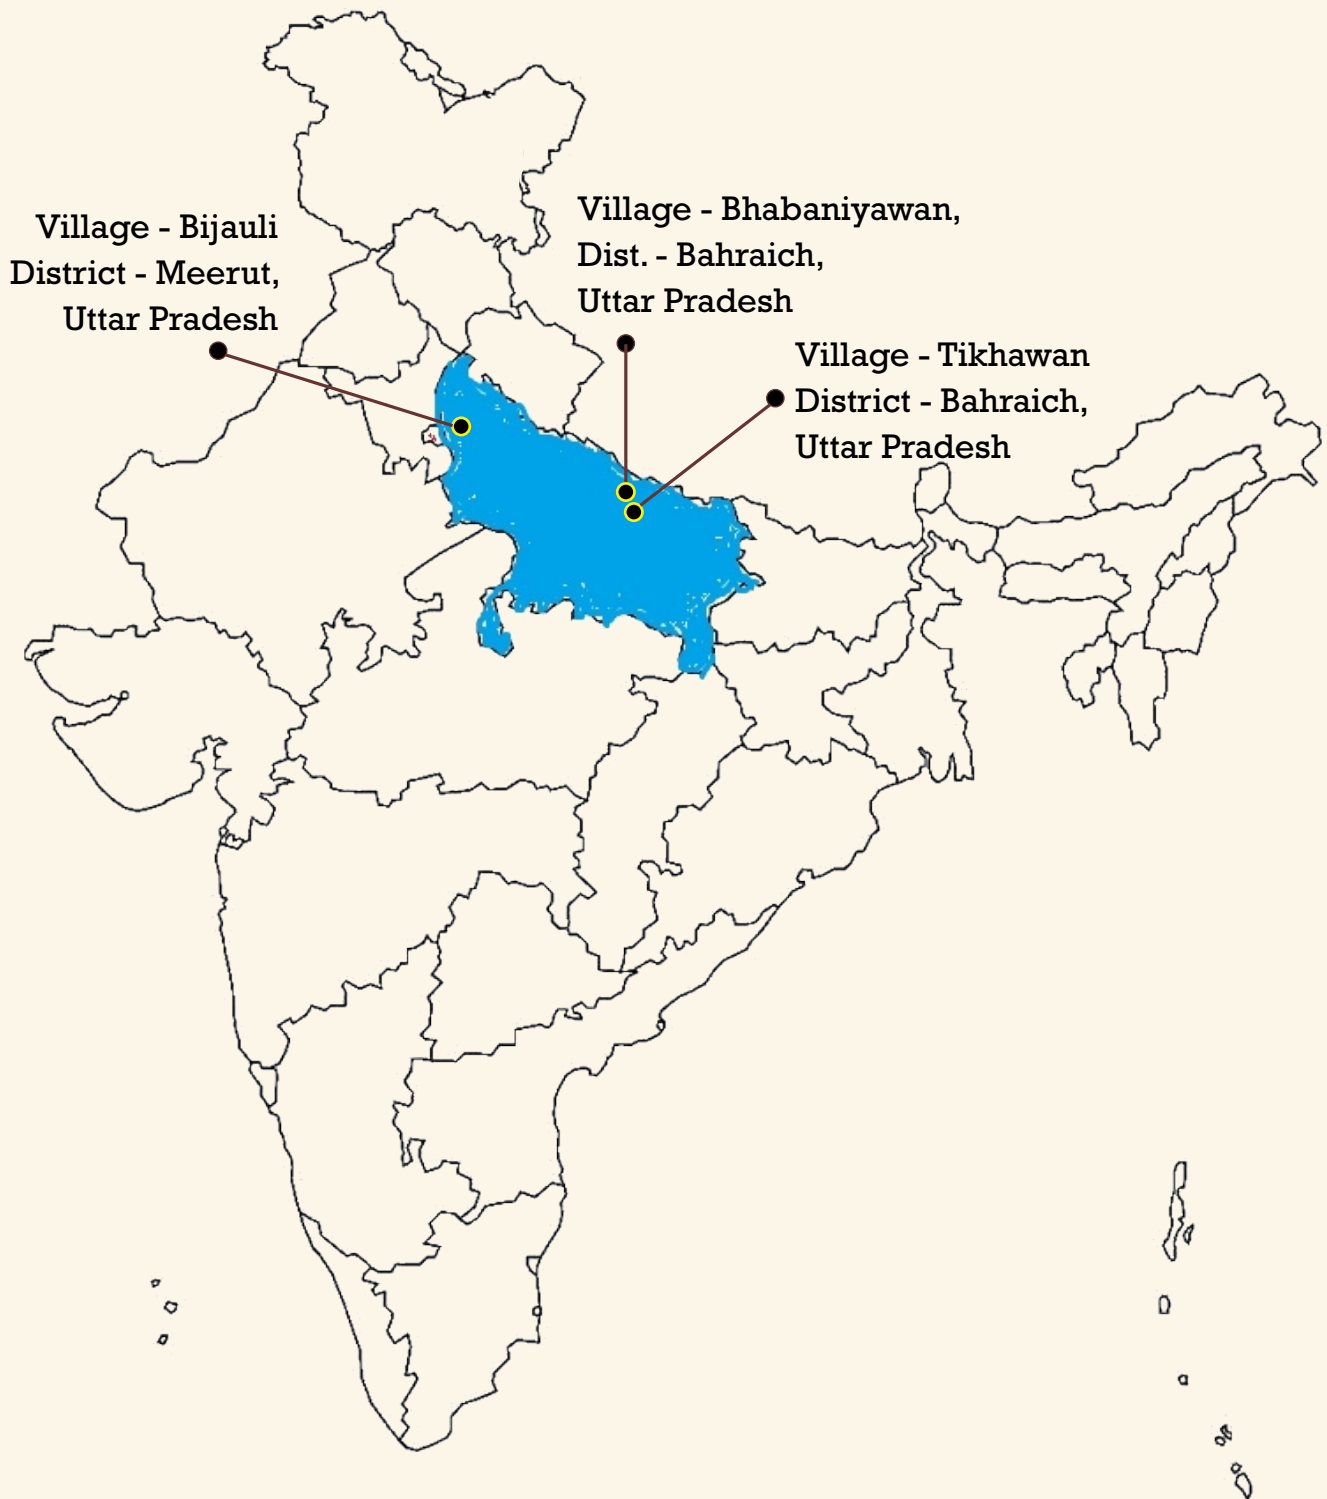 Village - Bijauli
District - Meerut,
Uttar Pradesh
Village - Bhabaniyawan,
Dist. - Bahraich,
Uttar Pradesh
Village - Tikhawan
District - Bahraich,
Uttar Pradesh